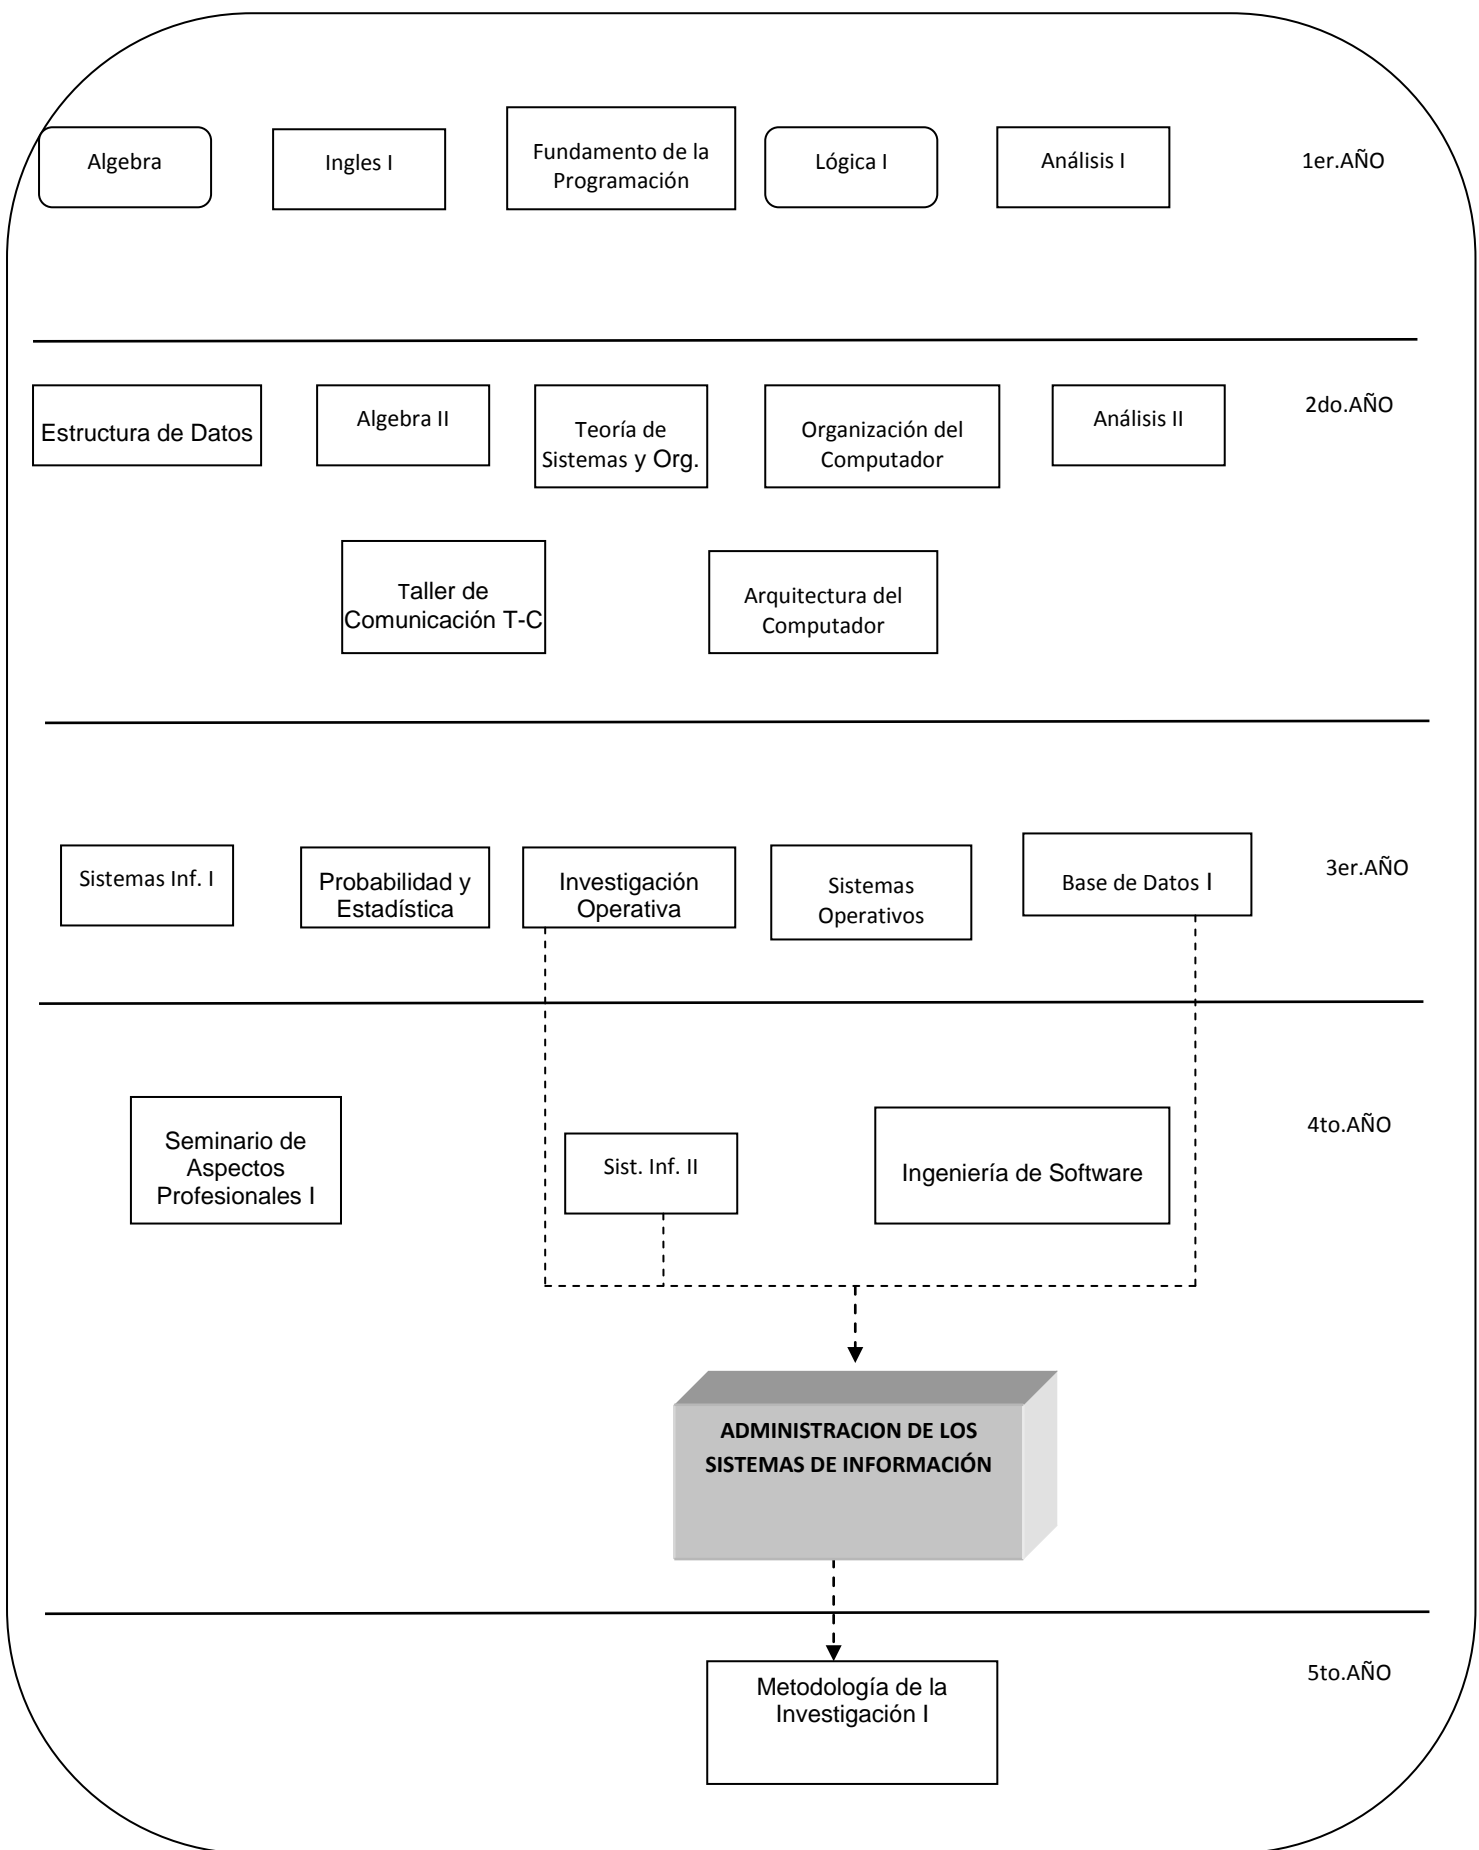 Algebra
Ingles I
Fundamento de la
Programación
Lógica I
Análisis I
1er.AÑO
Estructura de Datos
Algebra II
Teoría de
Sistemas y Org.
Organización del
Computador
Análisis II
2do.AÑO
Taller de
Comunicación T-C
Arquitectura del
Computador
Sistemas Inf. I
Probabilidad y
Estadística
Investigación
Operativa
Sistemas
Operativos
Base de Datos I
3er.AÑO
Seminario de
Aspectos
Profesionales I
Sist. Inf. II
Ingeniería de Software
4to.AÑO
ADMINISTRACION DE LOS
SISTEMAS DE INFORMACIÓN
Metodología de la
Investigación I
5to.AÑO